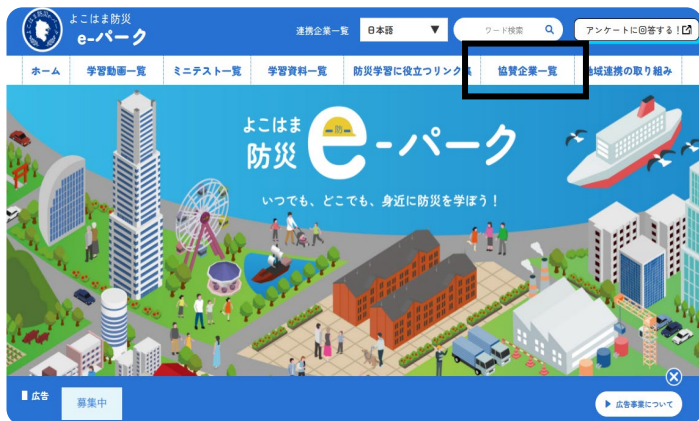 よこはま防災
e-パーク
連携企業一覧
日本語
ワード検索
アンケートに回答する！
ホーム
学習動画一覧
ミニテスト一覧
学習資料一覧
防災学習に役立つリンク集
協賛企業一覧
地域連携の取り組み
よこはま
防災
e-パーク
いつでも、どこでも、身近に防災を学ぼう！
広告
募集中
広告事業について